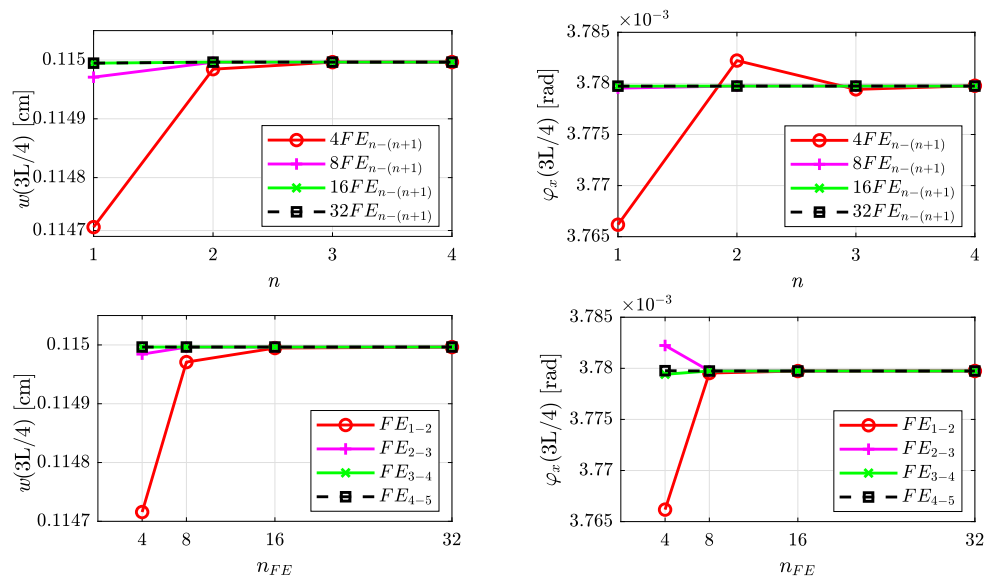 0.115
0.1149
0.1148
0.1147
w(3L/4) [cm]
1 2 3 4
n
4FE_{n-(n+1)}
8FE_{n-(n+1)}
16FE_{n-(n+1)}
32FE_{n-(n+1)}
×10^{-3}
3.785
3.78
3.775
3.77
3.765
φ_x(3L/4) [rad]
1 2 3 4
n
4FE_{n-(n+1)}
8FE_{n-(n+1)}
16FE_{n-(n+1)}
32FE_{n-(n+1)}
0.115
0.1149
0.1148
0.1147
w(3L/4) [cm]
4 8 16 32
n_{FE}
FE_{1-2}
FE_{2-3}
FE_{3-4}
FE_{4-5}
×10^{-3}
3.785
3.78
3.775
3.77
3.765
φ_x(3L/4) [rad]
4 8 16 32
n_{FE}
FE_{1-2}
FE_{2-3}
FE_{3-4}
FE_{4-5}